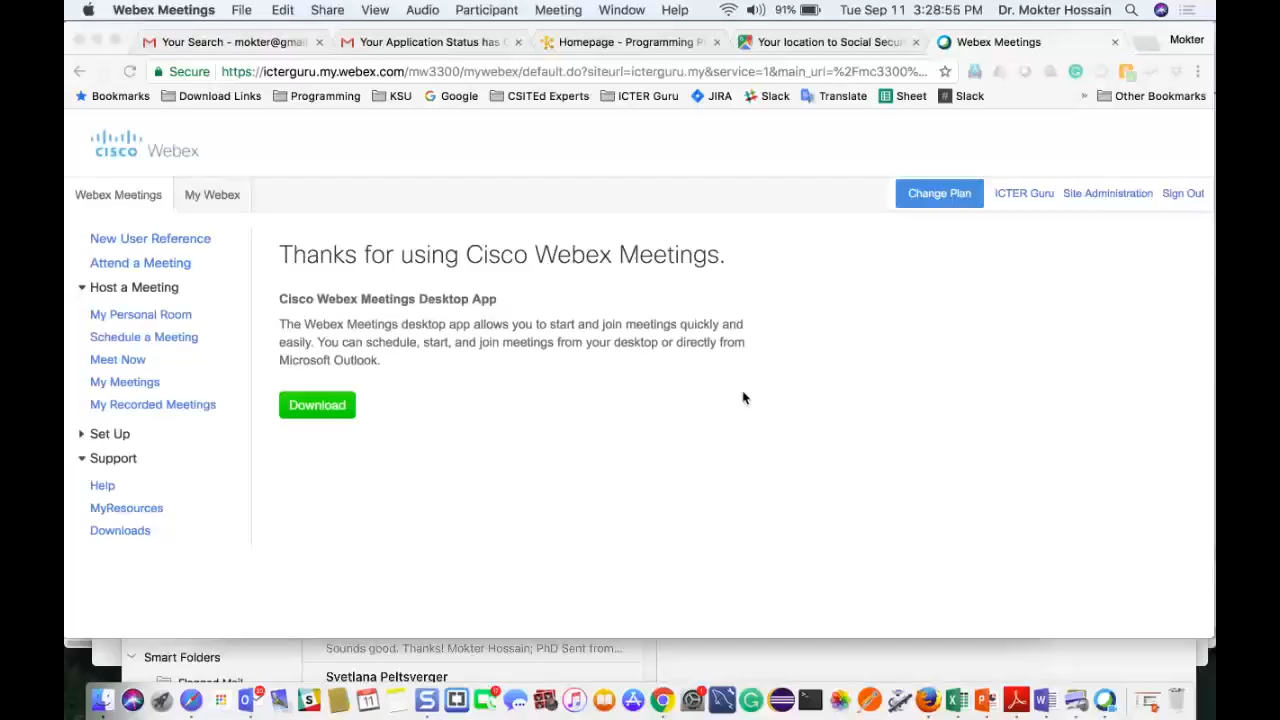 Webex Meetings File Edit Share View Audio Participant Meeting Window Help 91% Tue Sep 11 3:28:55 PM Dr. Mokter Hossain
Your Search - mokter@gmail Your Application Status has Homepage - Programming Your location to Social Secu Webex Meetings Mokter
Secure https://icterguru.my.webex.com/mw3300/mywebex/default.do?siteurl=icterguru.my&service=1&main_url=%2Fmc3300%...
Bookmarks Download Links Programming KSU Google CSITEd Experts ICTER Guru JIRA Slack Translate Sheet Slack » Other Bookmarks
CISCO Webex
Webex Meetings My Webex Change Plan ICTER Guru Site Administration Sign Out
New User Reference
Attend a Meeting
Host a Meeting
My Personal Room
Schedule a Meeting
Meet Now
My Meetings
My Recorded Meetings
Set Up
Support
Help
MyResources
Downloads
Thanks for using Cisco Webex Meetings.
Cisco Webex Meetings Desktop App
The Webex Meetings desktop app allows you to start and join meetings quickly and
easily. You can schedule, start, and join meetings from your desktop or directly from
Microsoft Outlook.
Download
Smart Folders
Sounds good. Thanks! Mokter Hossain; PhD Sent from...
Svetlana Peltsverger